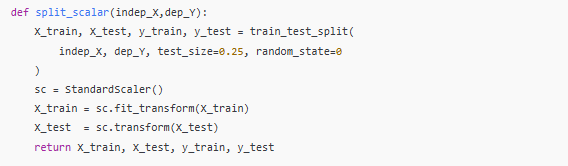 def split_scalar(indep_X,dep_Y):
    X_train, X_test, y_train, y_test = train_test_split(
        indep_X, dep_Y, test_size=0.25, random_state=0
    )
    sc = StandardScaler()
    X_train = sc.fit_transform(X_train)
    X_test  = sc.transform(X_test)
    return X_train, X_test, y_train, y_test